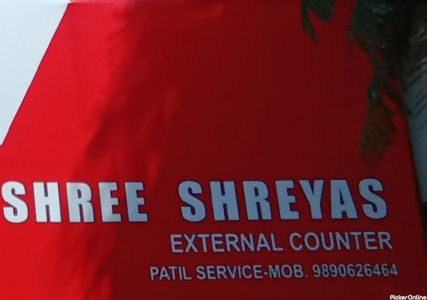 SHREE SHREYAS
EXTERNAL COUNTER
PATIL SERVICE-MOB. 9890626464
PickerOnline